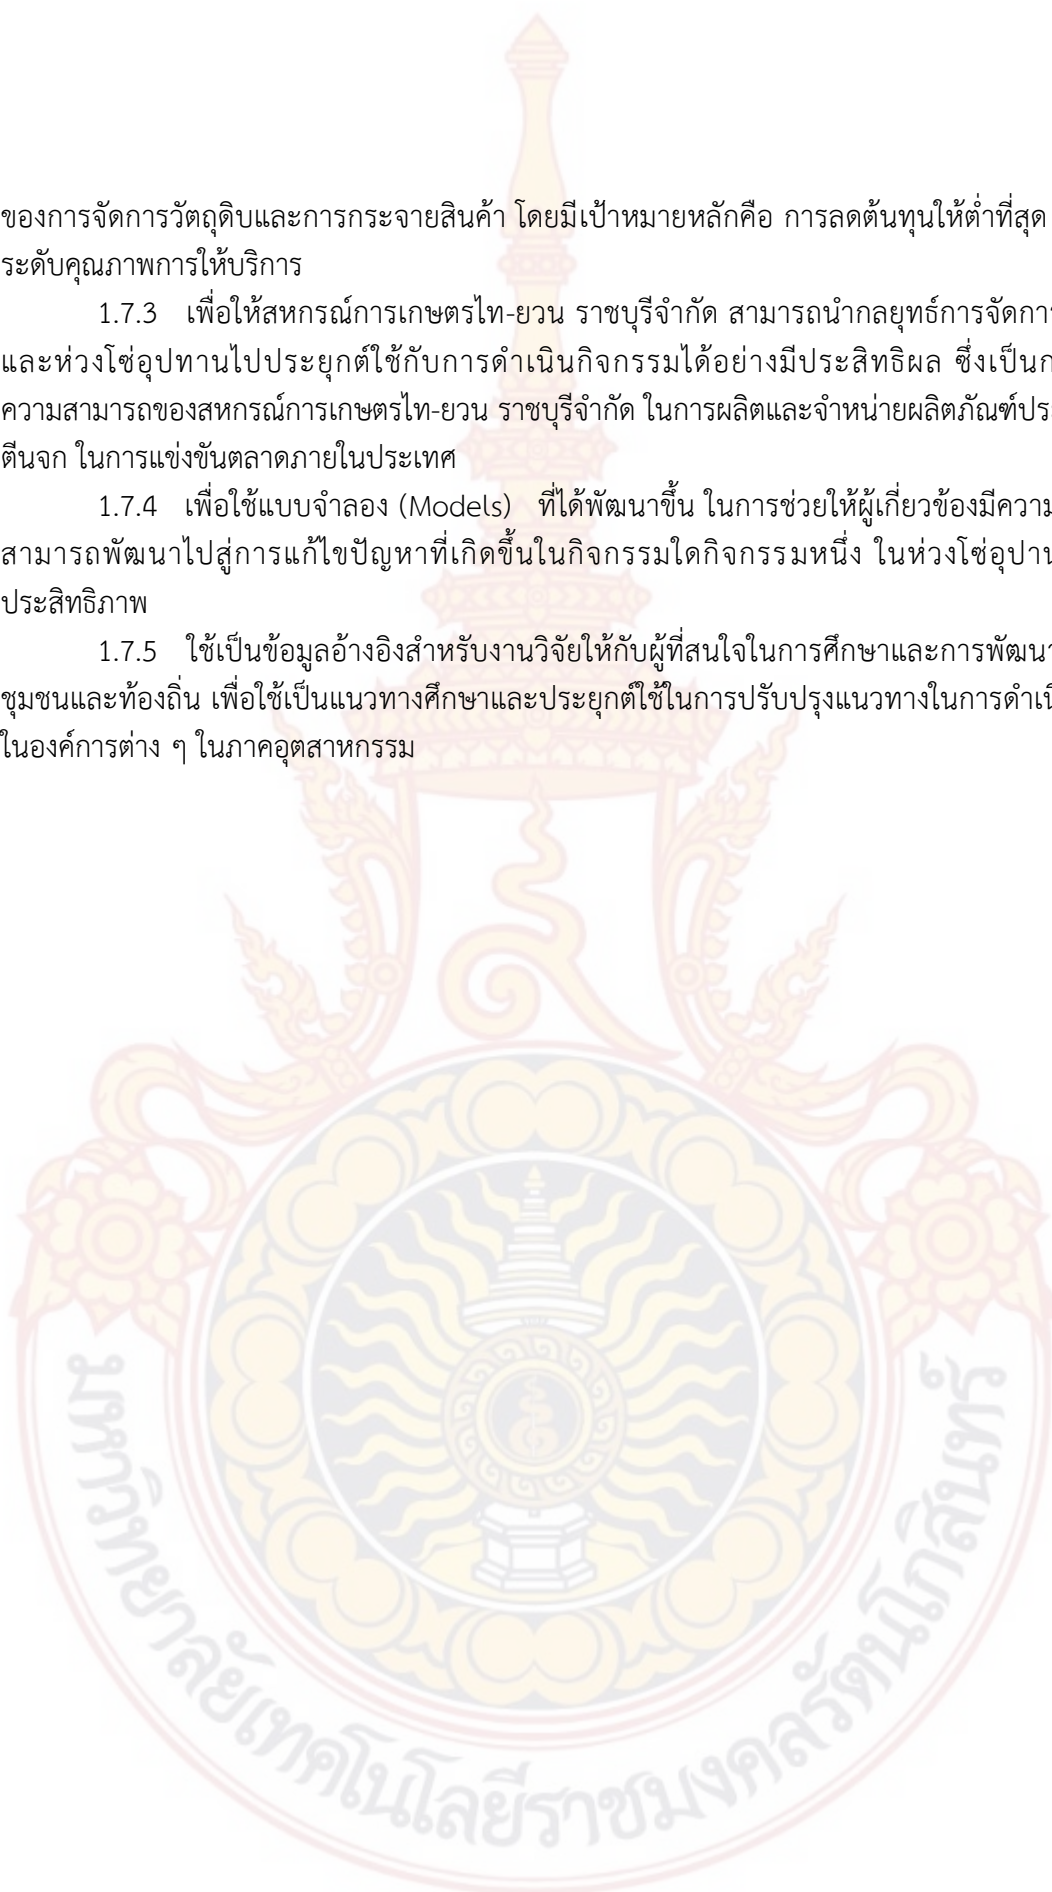 ของการจัดการวัตถุดิบและการกระจายสินค้า โดยมีเป้าหมายหลักคือ การลดต้นทุนให้ต่ำที่สุด
ระดับคุณภาพการให้บริการ
1.7.3 เพื่อให้สหกรณ์การเกษตรไท-ยวน ราชบุรีจำกัด สามารถนำกลยุทธ์การจัดการ
และห่วงโซ่อุปทานไปประยุกต์ใช้กับการดำเนินกิจกรรมได้อย่างมีประสิทธิผล ซึ่งเป็นก
ความสามารถของสหกรณ์การเกษตรไท-ยวน ราชบุรีจำกัด ในการผลิตและจำหน่ายผลิตภัณฑ์ประ
ตีนจก ในการแข่งขันตลาดภายในประเทศ
1.7.4 เพื่อใช้แบบจำลอง (Models) ที่ได้พัฒนาขึ้น ในการช่วยให้ผู้เกี่ยวข้องมีความ
สามารถพัฒนาไปสู่การแก้ไขปัญหาที่เกิดขึ้นในกิจกรรมใดกิจกรรมหนึ่ง ในห่วงโซ่อุปาน
ประสิทธิภาพ
1.7.5 ใช้เป็นข้อมูลอ้างอิงสำหรับงานวิจัยให้กับผู้ที่สนใจในการศึกษาและการพัฒนา
ชุมชนและท้องถิ่น เพื่อใช้เป็นแนวทางศึกษาและประยุกต์ใช้ในการปรับปรุงแนวทางในการดำเนิ
ในองค์การต่าง ๆ ในภาคอุตสาหกรรม
มหาวิทยาลัยเทคโนโลยีราชมงคลรัตนโกสินทร์